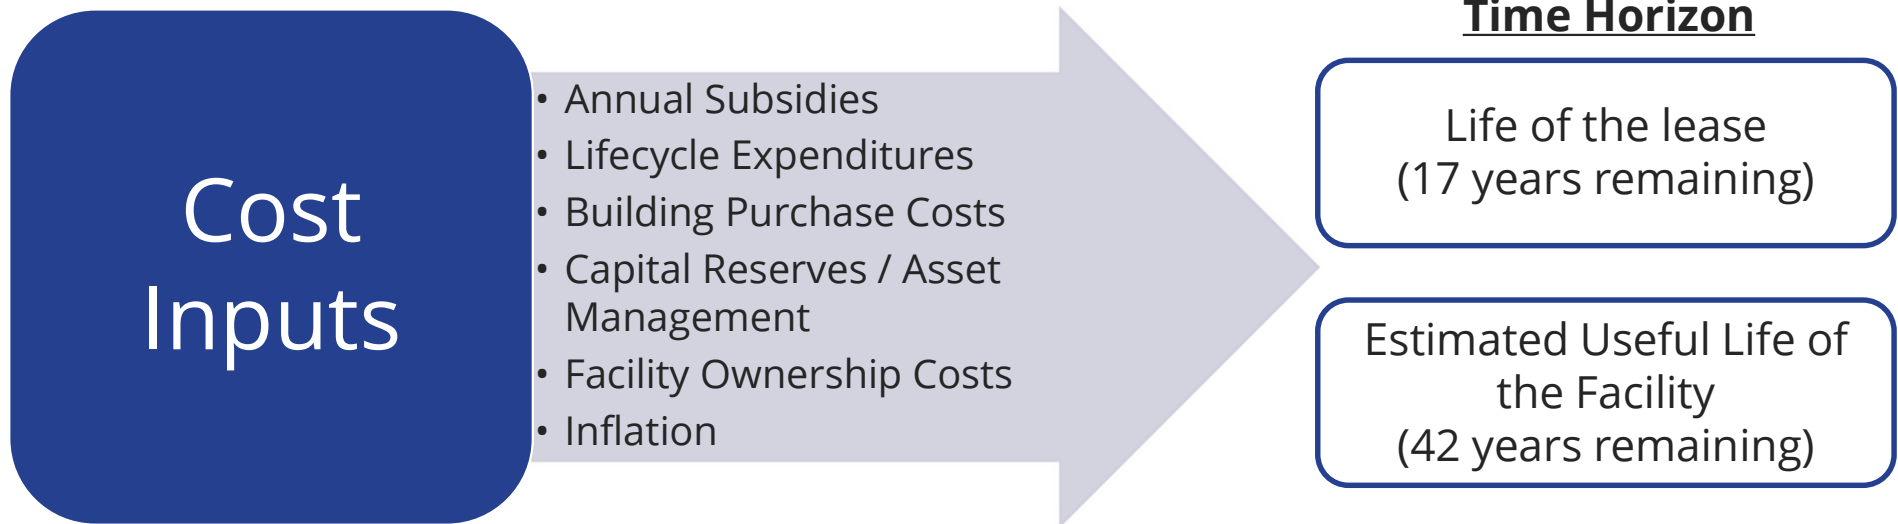 Cost
Inputs
• Annual Subsidies
• Lifecycle Expenditures
• Building Purchase Costs
• Capital Reserves / Asset
Management
• Facility Ownership Costs
• Inflation
Time Horizon
Life of the lease
(17 years remaining)
Estimated Useful Life of
the Facility
(42 years remaining)